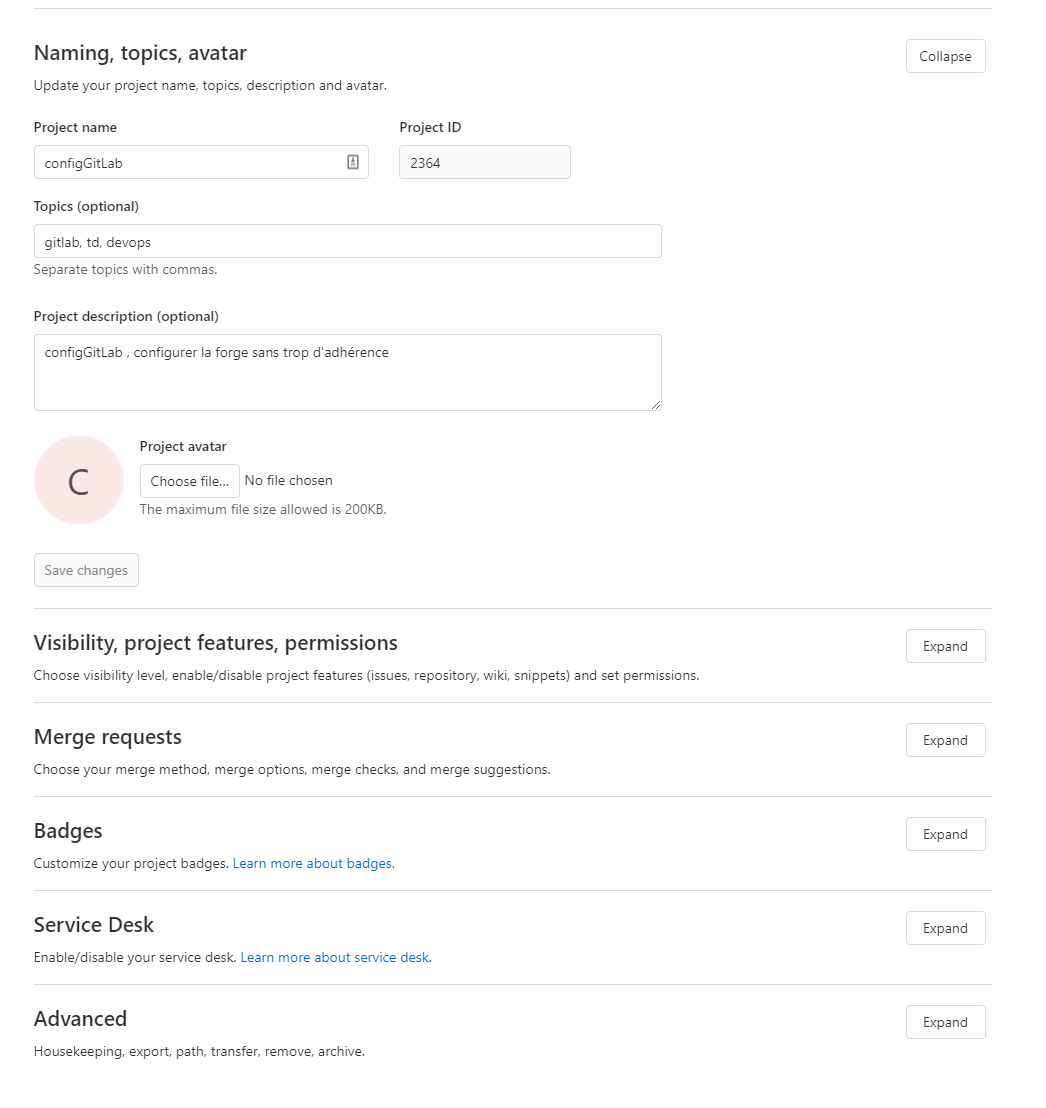 Naming, topics, avatar
Collapse
Update your project name, topics, description and avatar.
Project name
Project ID
configGitLab
2364
Topics (optional)
gitlab, td, devops
Separate topics with commas.
Project description (optional)
configGitLab , configurer la forge sans trop d'adhérence
C
Project avatar
Choose file... No file chosen
The maximum file size allowed is 200KB.
Save changes
Visibility, project features, permissions
Expand
Choose visibility level, enable/disable project features (issues, repository, wiki, snippets) and set permissions.
Merge requests
Expand
Choose your merge method, merge options, merge checks, and merge suggestions.
Badges
Expand
Customize your project badges. Learn more about badges.
Service Desk
Expand
Enable/disable your service desk. Learn more about service desk.
Advanced
Expand
Housekeeping, export, path, transfer, remove, archive.